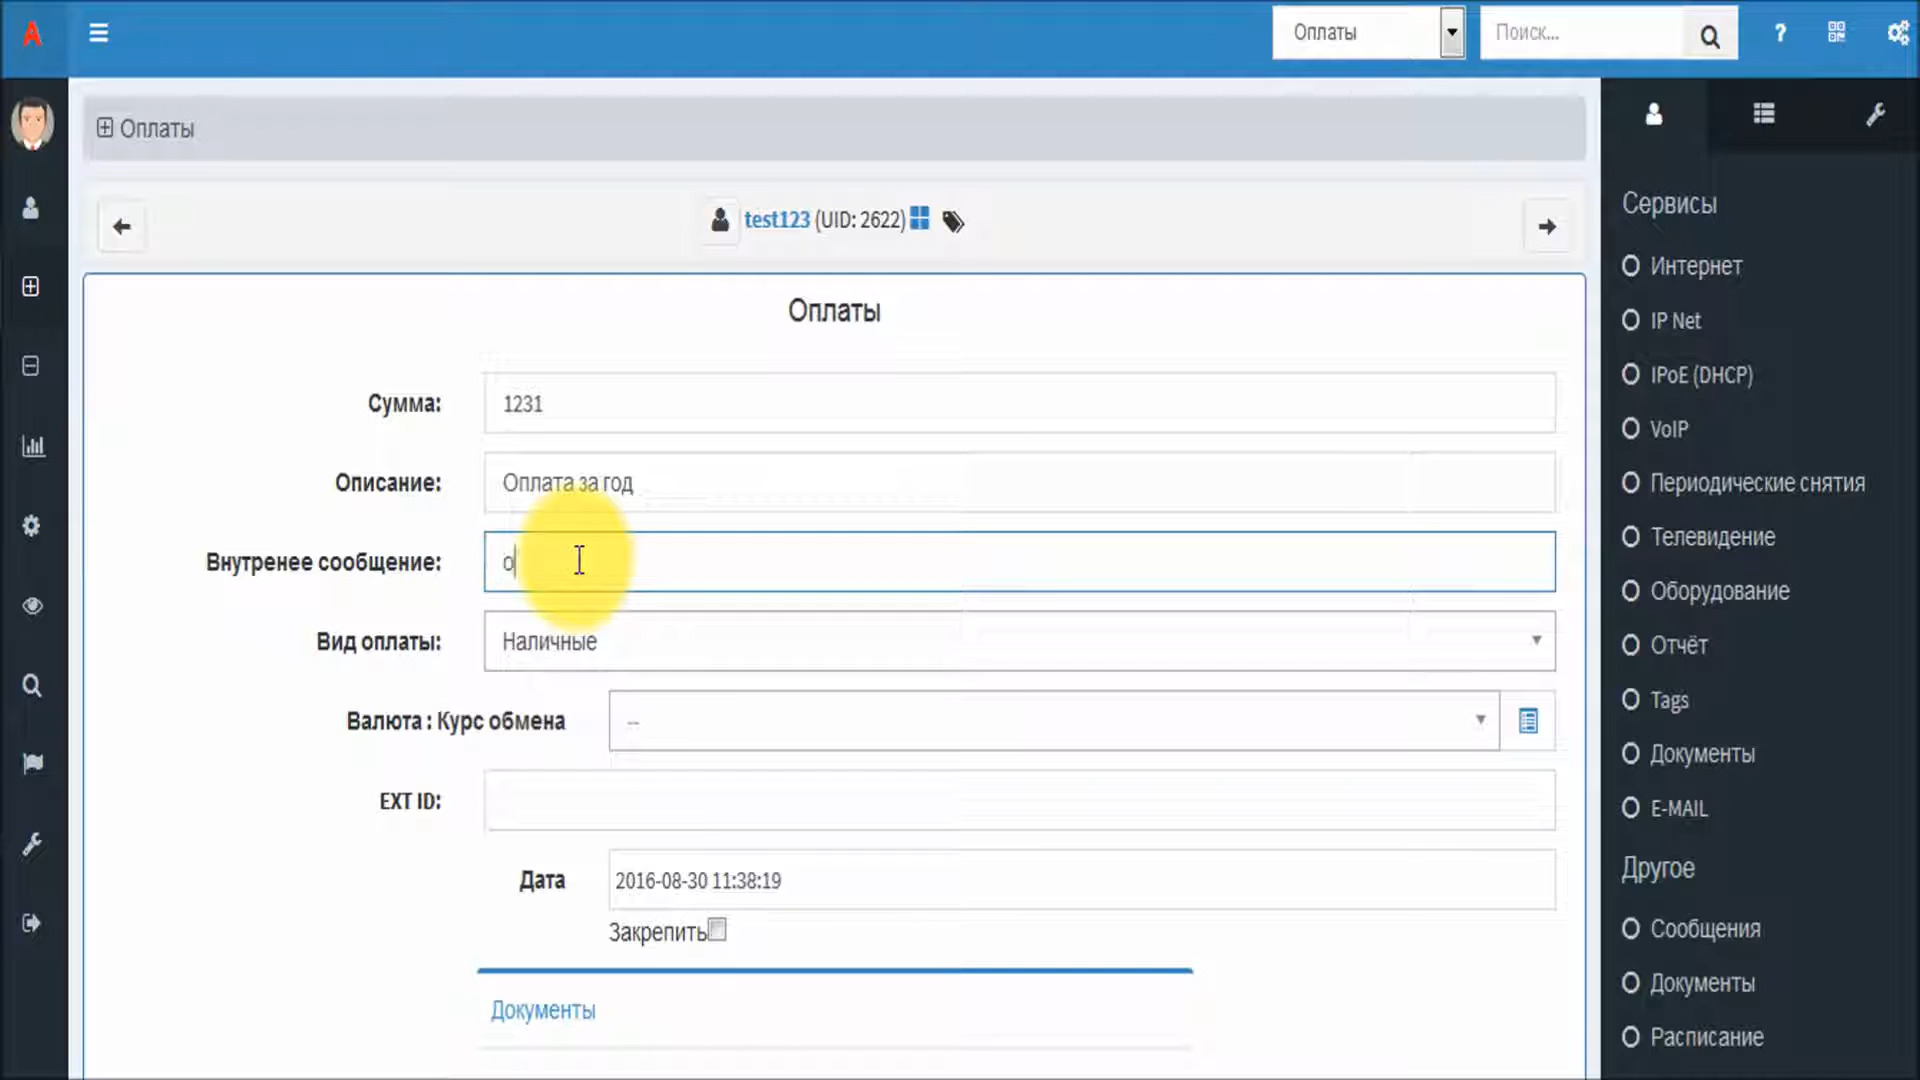 A
Оплаты
Поиск...
?
Оплаты
test123 (UID: 2622)
Оплаты
Сумма: 1231
Описание: Оплата за год
Внутренее сообщение: о
Вид оплаты: Наличные
Валюта : Курс обмена --
EXT ID:
Дата 2016-08-30 11:38:19
Закрепить
Документы
Сервисы
Интернет
IP Net
IPoE (DHCP)
VoIP
Периодические снятия
Телевидение
Оборудование
Отчёт
Tags
Документы
E-MAIL
Другое
Сообщения
Документы
Расписание